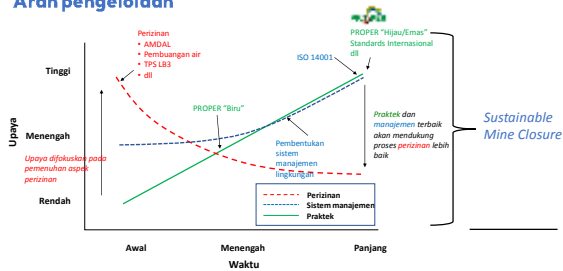 Arah pengelolaan
Perizinan
• AMDAL
• Pembuangan air
• TPS LB3
• dll
PROPER "Hijau/Emas"
Standards Internasional
dll
ISO 14001
Tinggi
PROPER "Biru"
Praktek dan
manajemen terbaik
akan mendukung
proses perizinan lebih
baik
Sustainable
Mine Closure
Upaya
Menengah
Upaya difokuskan pada
pemenuhan aspek
perizinan
Pembentukan
sistem
manajemen
lingkungan
Perizinan
Sistem manajemen
Praktek
Rendah
Awal
Menengah
Panjang
Waktu